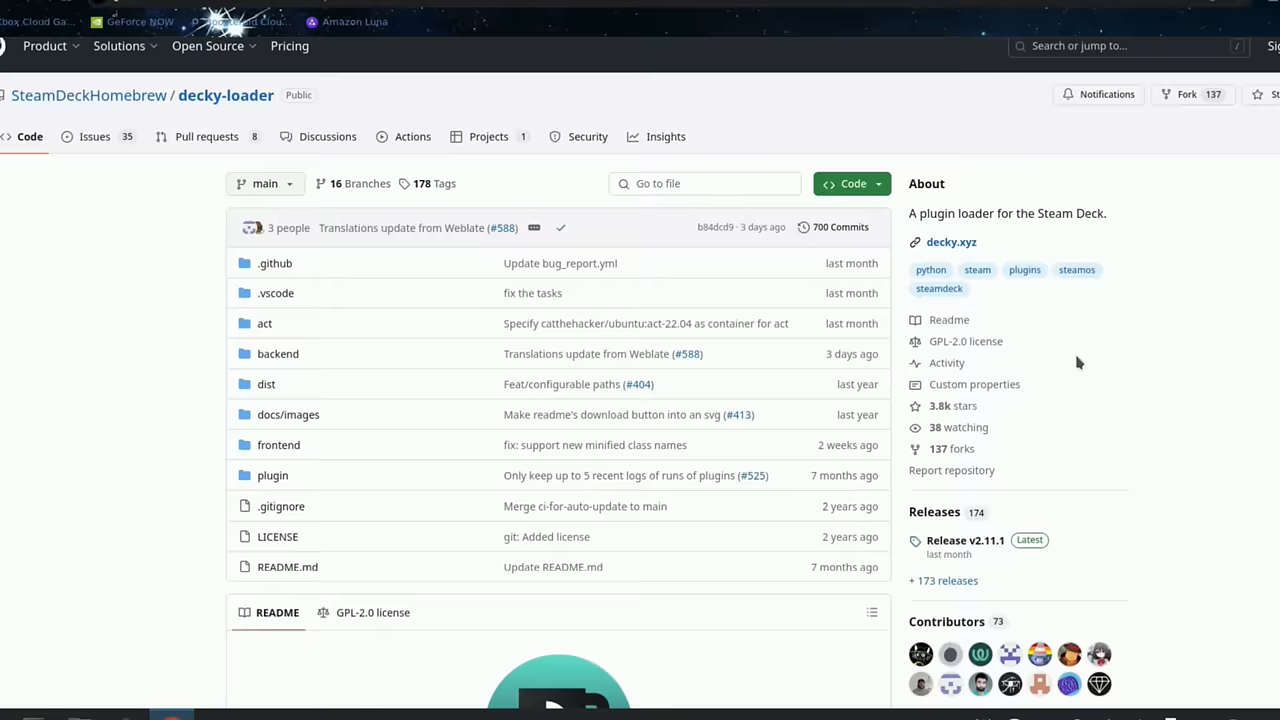 xbox Cloud Ga... GeForce NOW Clou... Amazon Luna
Product Solutions Open Source Pricing Search or jump to... / Sig
SteamDeckHomebrew / decky-loader Public Notifications Fork 137 St
Code Issues 35 Pull requests 8 Discussions Actions Projects 1 Security Insights
main 16 Branches 178 Tags Go to file Code
3 people Translations update from Weblate (#588) b84dcd9 · 3 days ago 700 Commits
.github Update bug_report.yml last month
.vscode fix the tasks last month
act Specify catthehacker/ubuntu:act-22.04 as container for act last month
backend Translations update from Weblate (#588) 3 days ago
dist Feat/configurable paths (#404) last year
docs/images Make readme's download button into an svg (#413) last year
frontend fix: support new minified class names 2 weeks ago
plugin Only keep up to 5 recent logs of runs of plugins (#525) 7 months ago
.gitignore Merge ci-for-auto-update to main 2 years ago
LICENSE git: Added license 2 years ago
README.md Update README.md 7 months ago
README GPL-2.0 license
About
A plugin loader for the Steam Deck.
decky.xyz
python steam plugins steamos
steamdeck
Readme
GPL-2.0 license
Activity
Custom properties
3.8k stars
38 watching
137 forks
Report repository
Releases 174
Release v2.11.1 Latest
last month
+ 173 releases
Contributors 73